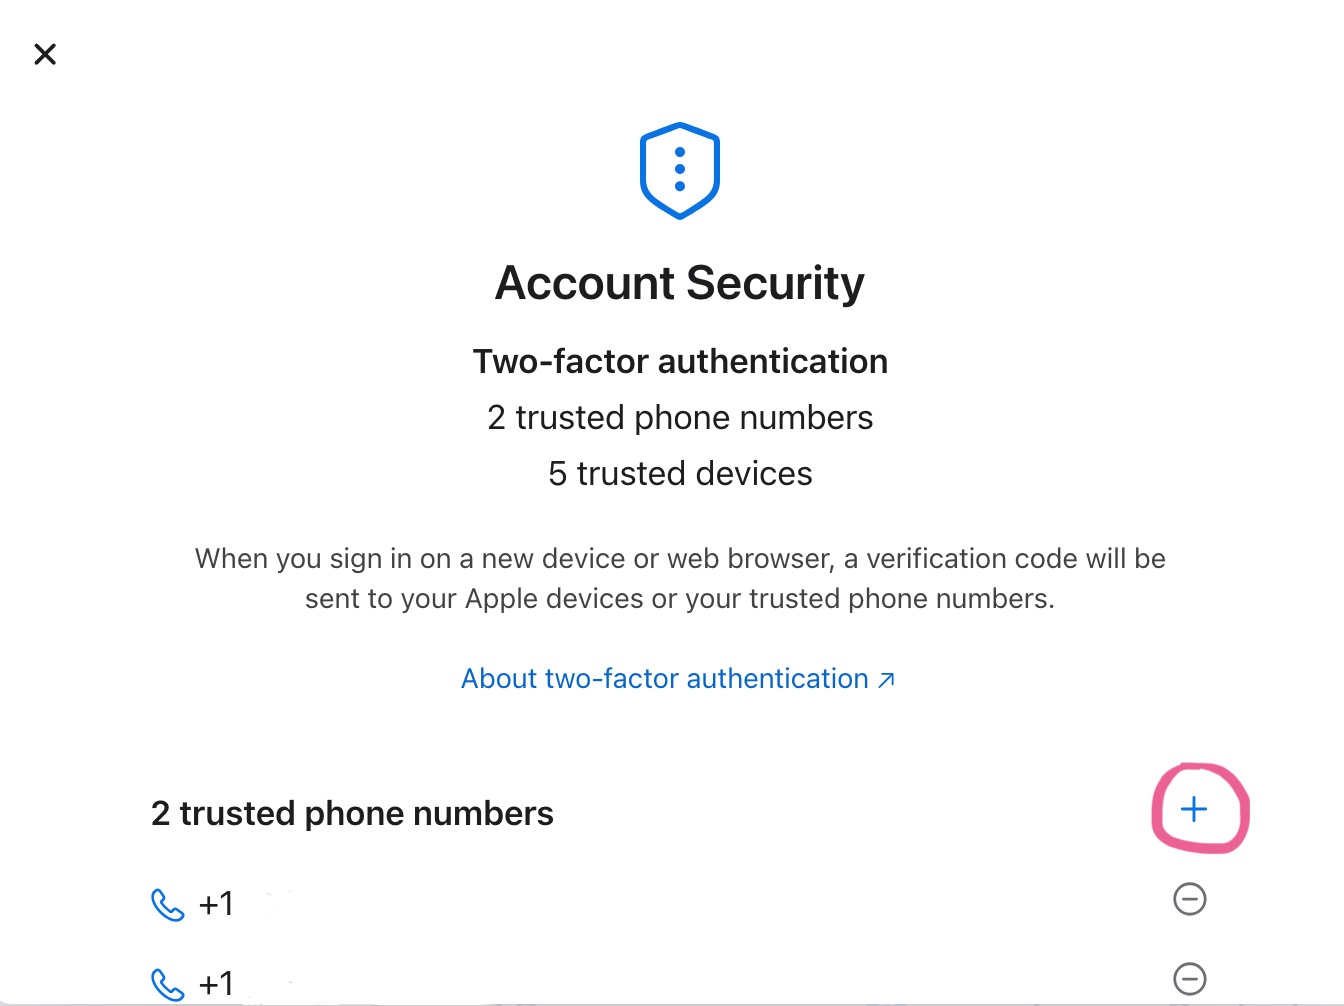 Account Security
Two-factor authentication
2 trusted phone numbers
5 trusted devices
When you sign in on a new device or web browser, a verification code will be
sent to your Apple devices or your trusted phone numbers.
About two-factor authentication ↗
2 trusted phone numbers
+1
+1